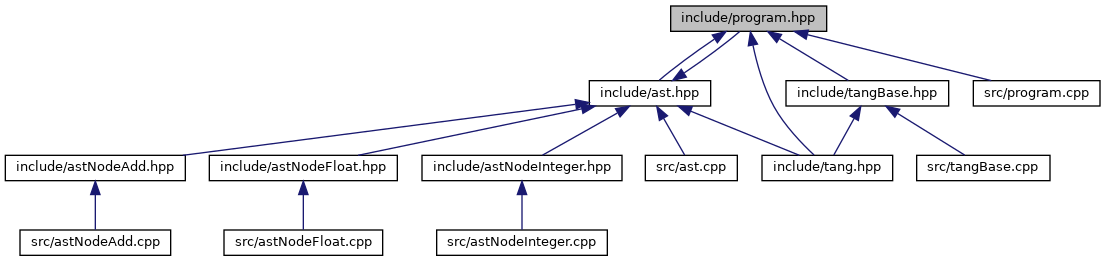 include/program.hpp
include/ast.hpp
include/tangBase.hpp
src/program.cpp
include/astNodeAdd.hpp
include/astNodeFloat.hpp
include/astNodeInteger.hpp
src/ast.cpp
include/tang.hpp
src/tangBase.cpp
src/astNodeAdd.cpp
src/astNodeFloat.cpp
src/astNodeInteger.cpp